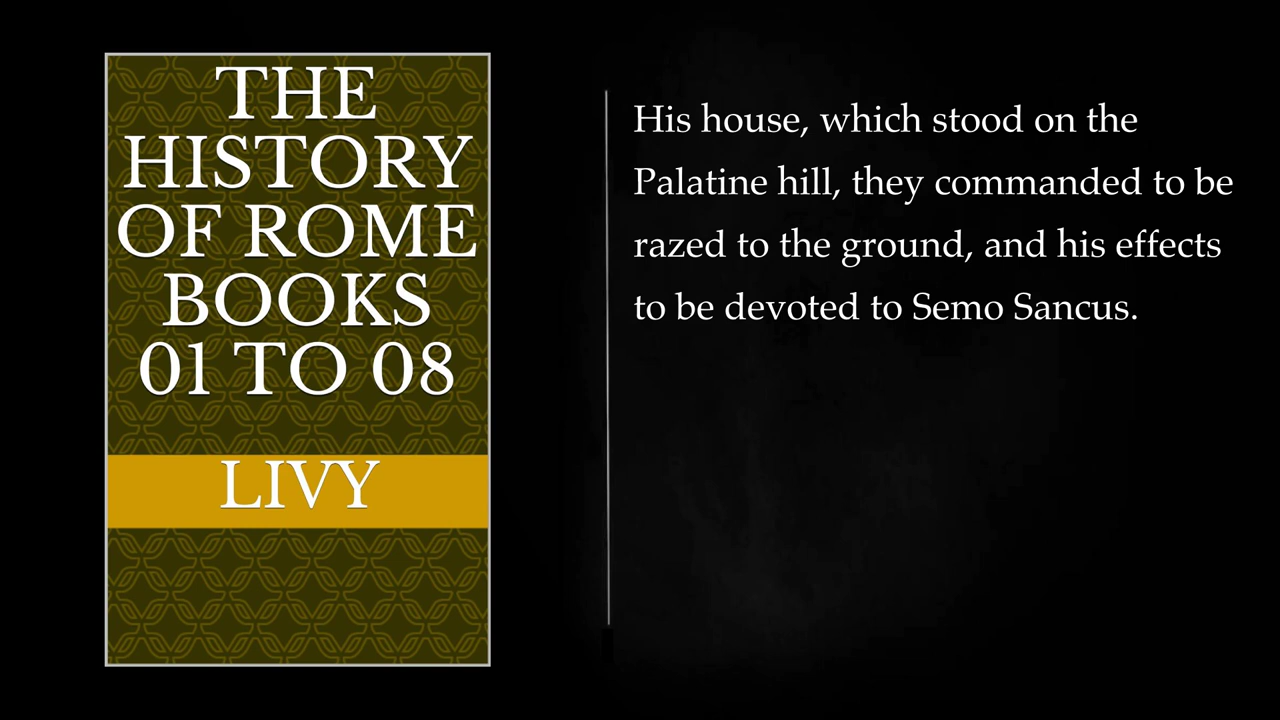 THE
HISTORY
OF ROME
BOOKS
01 TO 08
LIVY
His house, which stood on the
Palatine hill, they commanded to be
razed to the ground, and his effects
to be devoted to Semo Sancus.